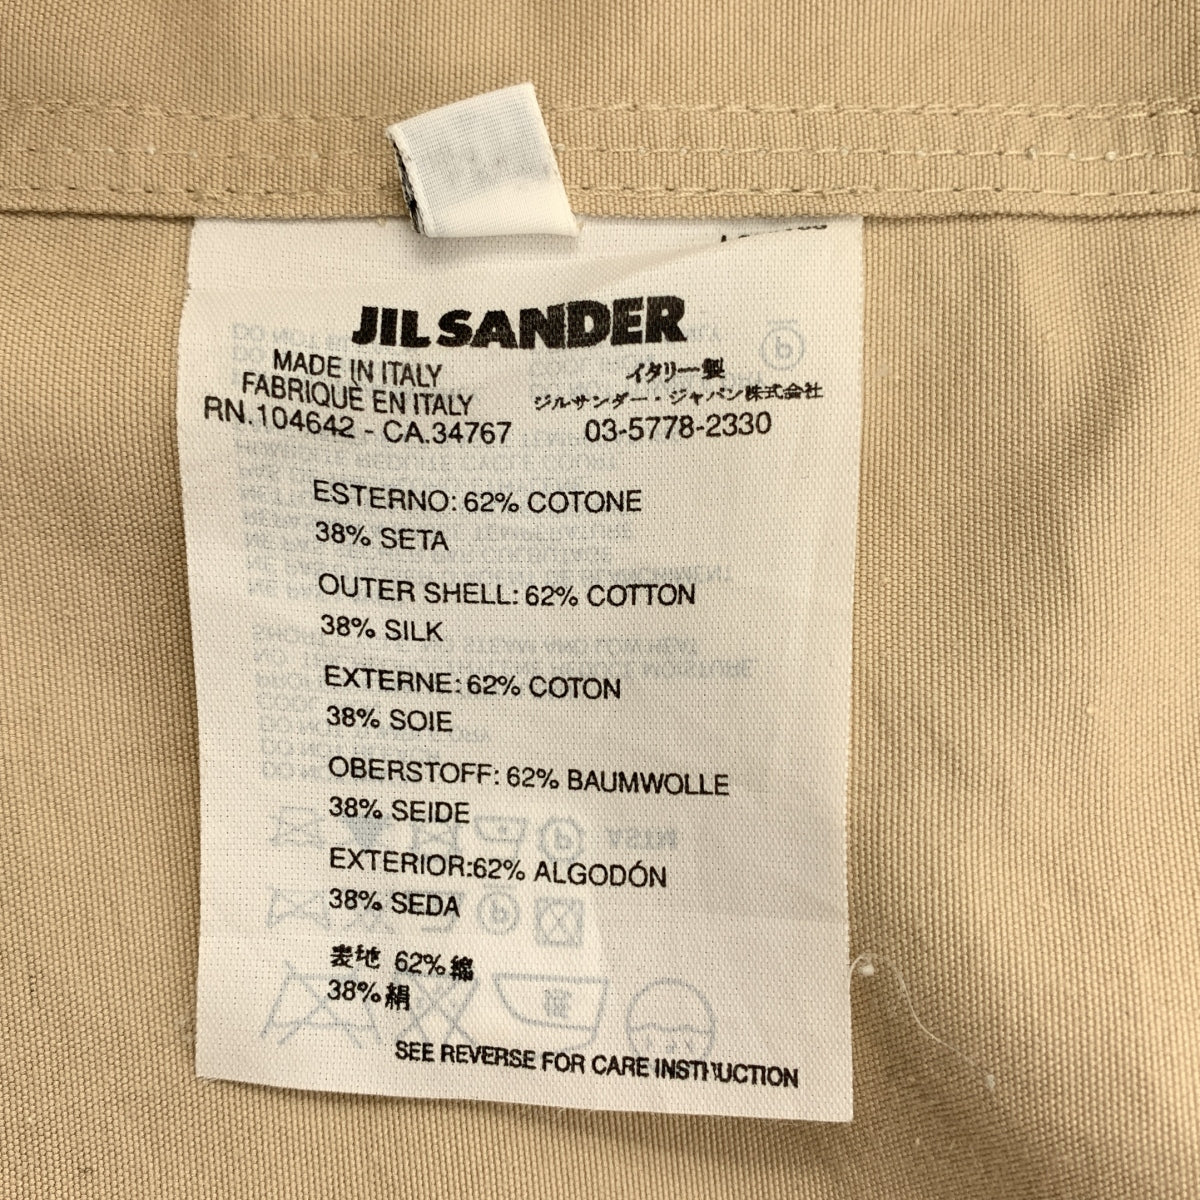 JIL SANDER
MADE IN ITALY
FABRIQUÈ EN ITALY
RN.104642 - CA.34767
イタリー製
ジルサンダー・ジャパン株式会社
03-5778-2330
ESTERNO: 62% COTONE
38% SETA
OUTER SHELL: 62% COTTON
38% SILK
EXTERNE: 62% COTON
38% SOIE
OBERSTOFF: 62% BAUMWOLLE
38% SEIDE
EXTERIOR:62% ALGODÓN
38% SEDA
表地 62%綿
38%絹
SEE REVERSE FOR CARE INSTRUCTION